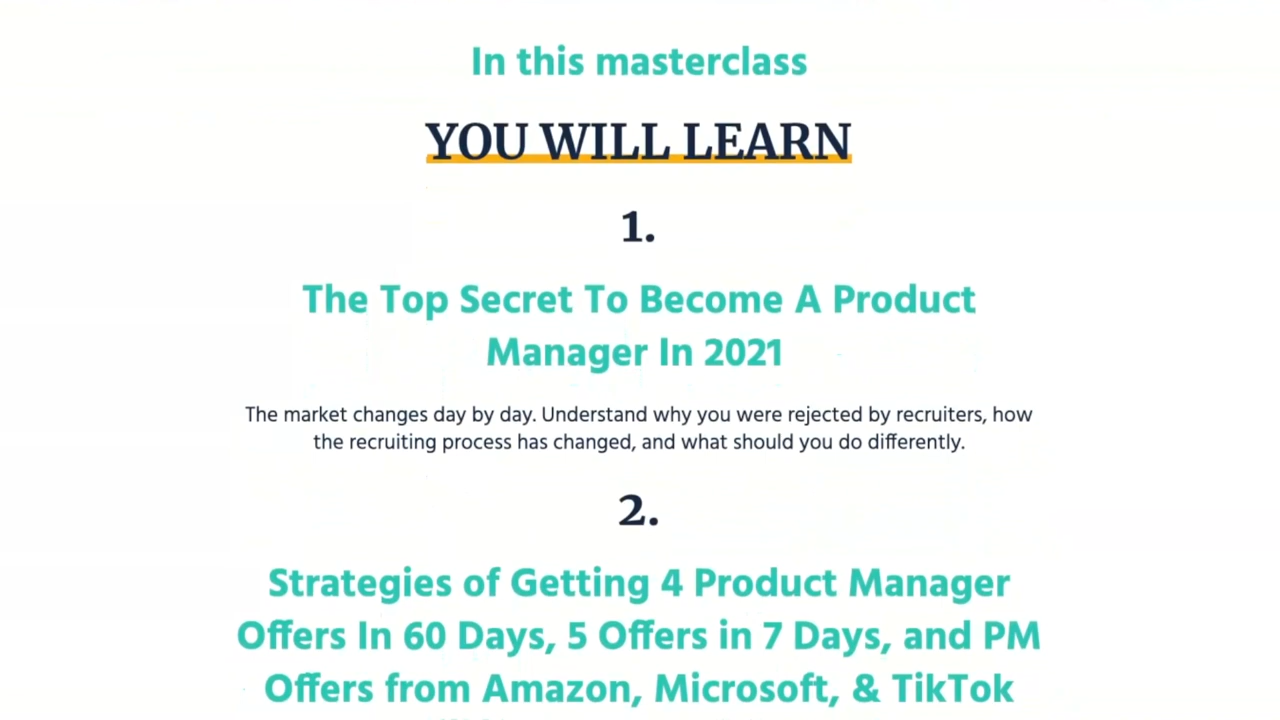 In this masterclass
YOU WILL LEARN
1.
The Top Secret To Become A Product
Manager In 2021
The market changes day by day. Understand why you were rejected by recruiters, how
the recruiting process has changed, and what should you do differently.
2.
Strategies of Getting 4 Product Manager
Offers In 60 Days, 5 Offers in 7 Days, and PM
Offers from Amazon, Microsoft, & TikTok